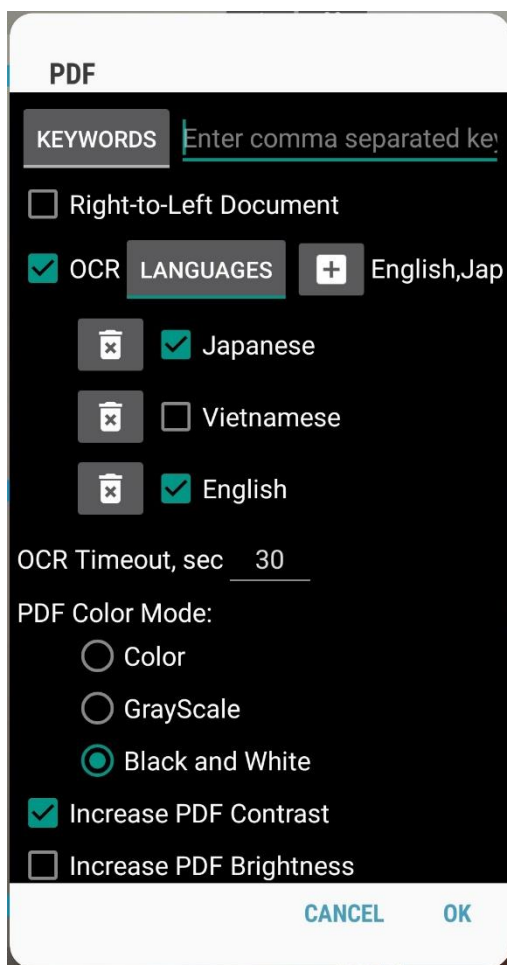 PDF
KEYWORDS Enter comma separated key
Right-to-Left Document
OCR LANGUAGES English,Jap
Japanese
Vietnamese
English
OCR Timeout, sec 30
PDF Color Mode:
Color
GrayScale
Black and White
Increase PDF Contrast
Increase PDF Brightness
CANCEL OK